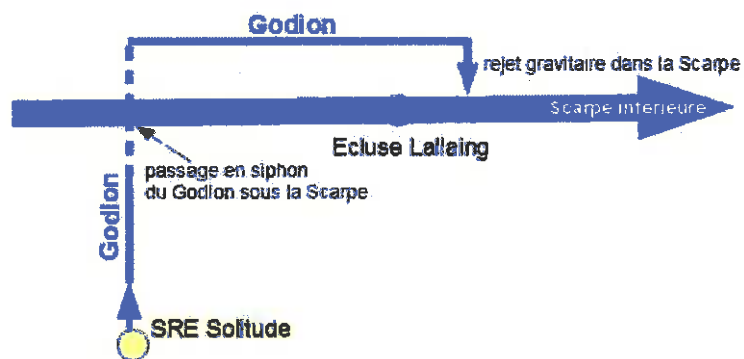 Godion
rejet gravitaire dans la Scarpe
Scarpe inférieure
Ecluse Lallaing
passage en siphon
du Godion sous la Scarpe
Godion
SRE Solitude